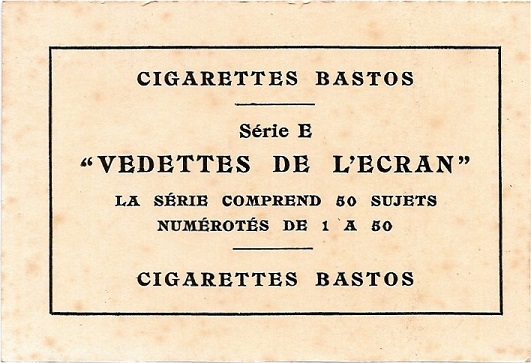 CIGARETTES BASTOS
Série E
“VEDETTES DE L'ECRAN”
LA SÉRIE COMPREND 50 SUJETS
NUMÉROTÉS DE 1 A 50
CIGARETTES BASTOS